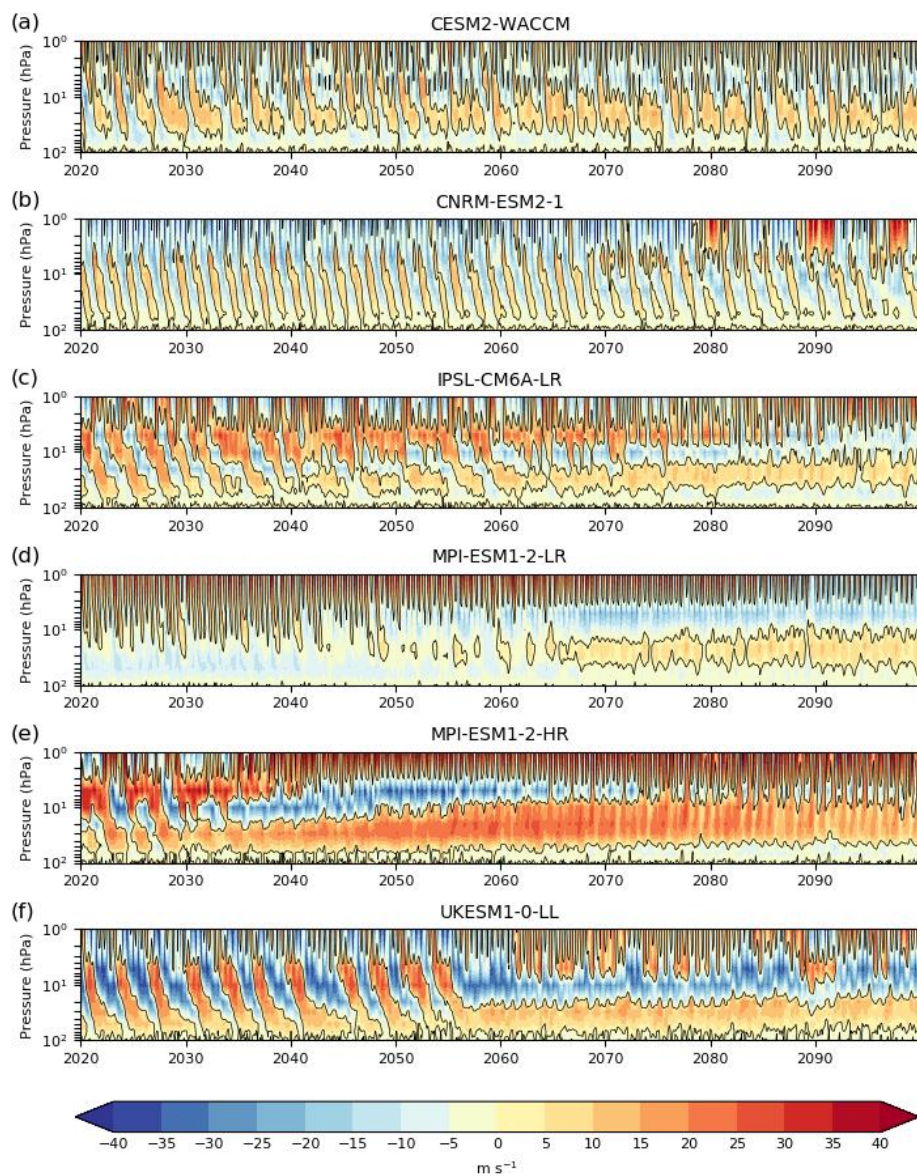 (a) CESM2-WACCM
Pressure (hPa)
10⁰
10¹
10²
2020 2030 2040 2050 2060 2070 2080 2090
(b) CNRM-ESM2-1
Pressure (hPa)
10⁰
10¹
10²
2020 2030 2040 2050 2060 2070 2080 2090
(c) IPSL-CM6A-LR
Pressure (hPa)
10⁰
10¹
10²
2020 2030 2040 2050 2060 2070 2080 2090
(d) MPI-ESM1-2-LR
Pressure (hPa)
10⁰
10¹
10²
2020 2030 2040 2050 2060 2070 2080 2090
(e) MPI-ESM1-2-HR
Pressure (hPa)
10⁰
10¹
10²
2020 2030 2040 2050 2060 2070 2080 2090
(f) UKESM1-0-LL
Pressure (hPa)
10⁰
10¹
10²
2020 2030 2040 2050 2060 2070 2080 2090
−40 −35 −30 −25 −20 −15 −10 −5 0 5 10 15 20 25 30 35 40
m s⁻¹